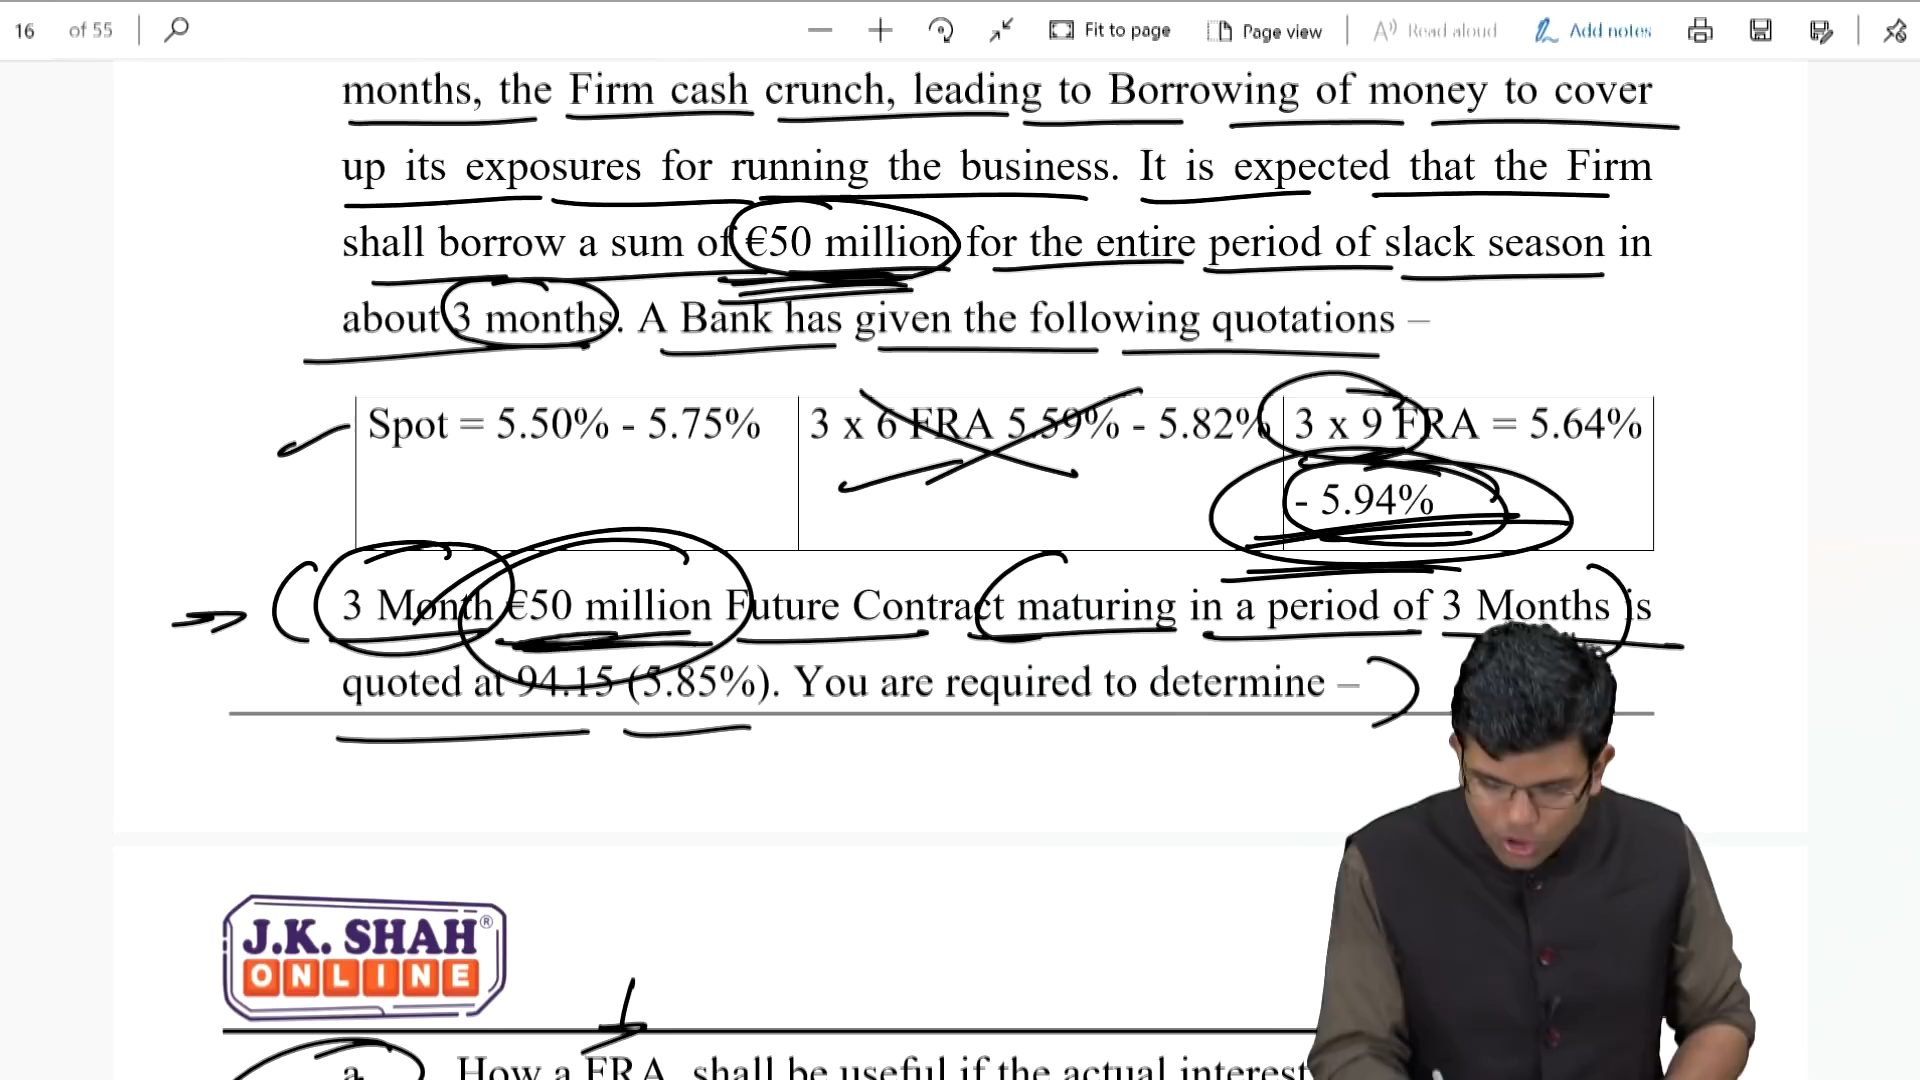 16 of 55 Fit to page Page view Read aloud Add notes
months, the Firm cash crunch, leading to Borrowing of money to cover
up its exposures for running the business. It is expected that the Firm
shall borrow a sum of €50 million for the entire period of slack season in
about 3 months. A Bank has given the following quotations –
Spot = 5.50% - 5.75% 3 x 6 FRA 5.59% - 5.82% 3 x 9 FRA = 5.64%
- 5.94%
3 Month €50 million Future Contract maturing in a period of 3 Months is
quoted at 94.15 (5.85%). You are required to determine –
J.K. SHAH®
ONLINE
a How a FRA, shall be useful if the actual interest